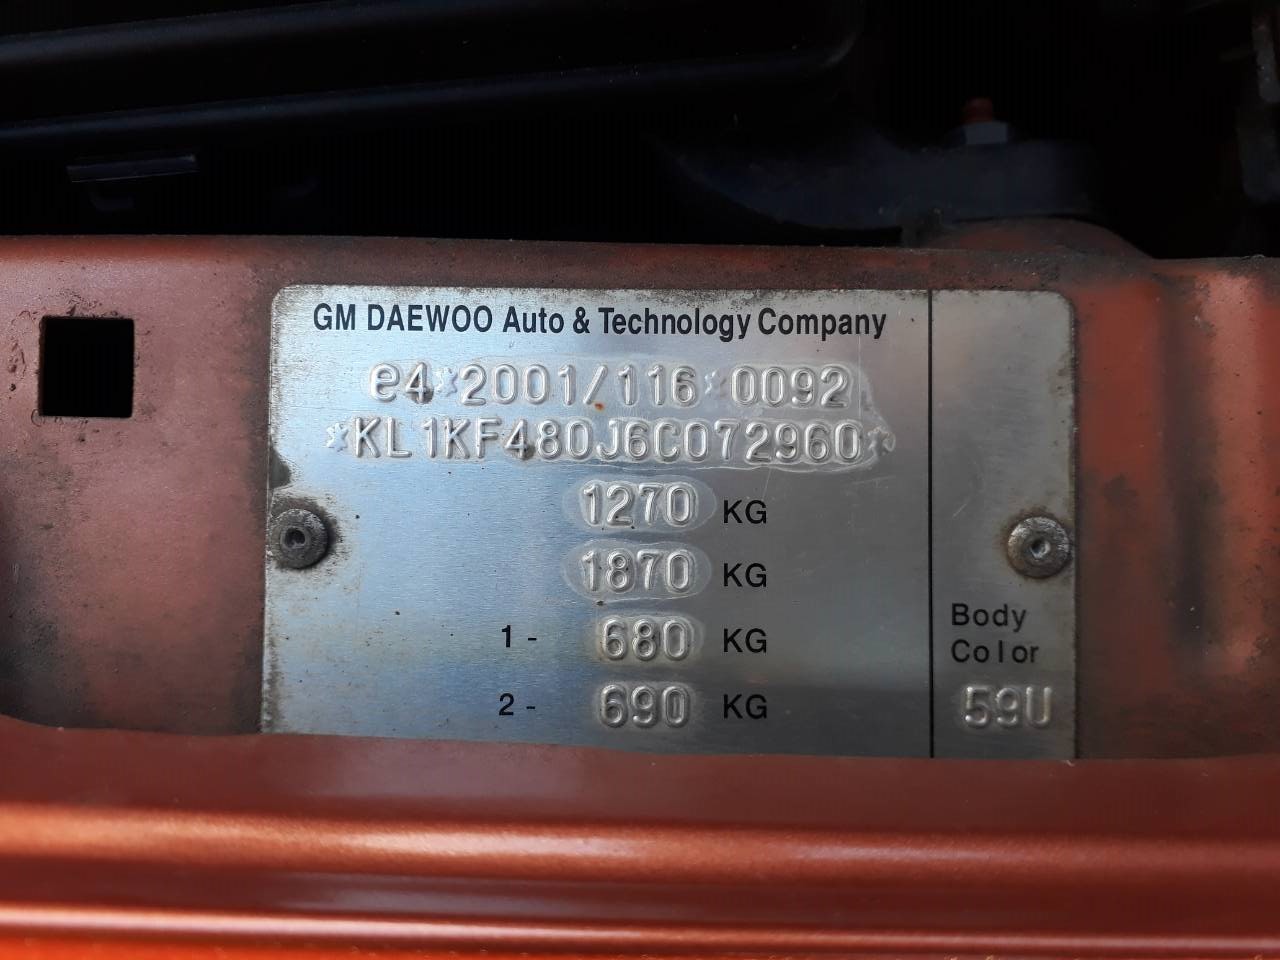 GM DAEWOO Auto & Technology Company
e4*2001/116*0092
*KL1KF480J6C072960*
1270 KG
1870 KG
1- 680 KG
2- 690 KG
Body
Color
59U